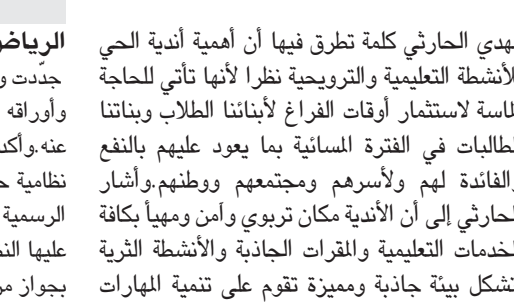 مهدي الحارثي كلمة تطرق فيها أن أهمية أندية الحي
للأنشطة التعليمية والترويحية نظرا لأنها تأتي للحاجة
الماسة لاستثمار أوقات الفراغ لأبنائنا الطلاب وبناتنا
الطالبات في الفترة المسائية بما يعود عليهم بالنفع
والفائدة لهم ولأسرهم ومجتمعهم ووطنهم.وأشار
الحارثي إلى أن الأندية مكان تربوي وآمن ومهيأ بكافة
الخدمات التعليمية والمقرات الجاذبة والأنشطة الثرية
تشكل بيئة جاذبة ومميزة تقوم على تنمية المهارات
الرياض
جدّدت و
وأوراقه
عنه.وأكد
نظامية
الرسمية
عليها
بجواز